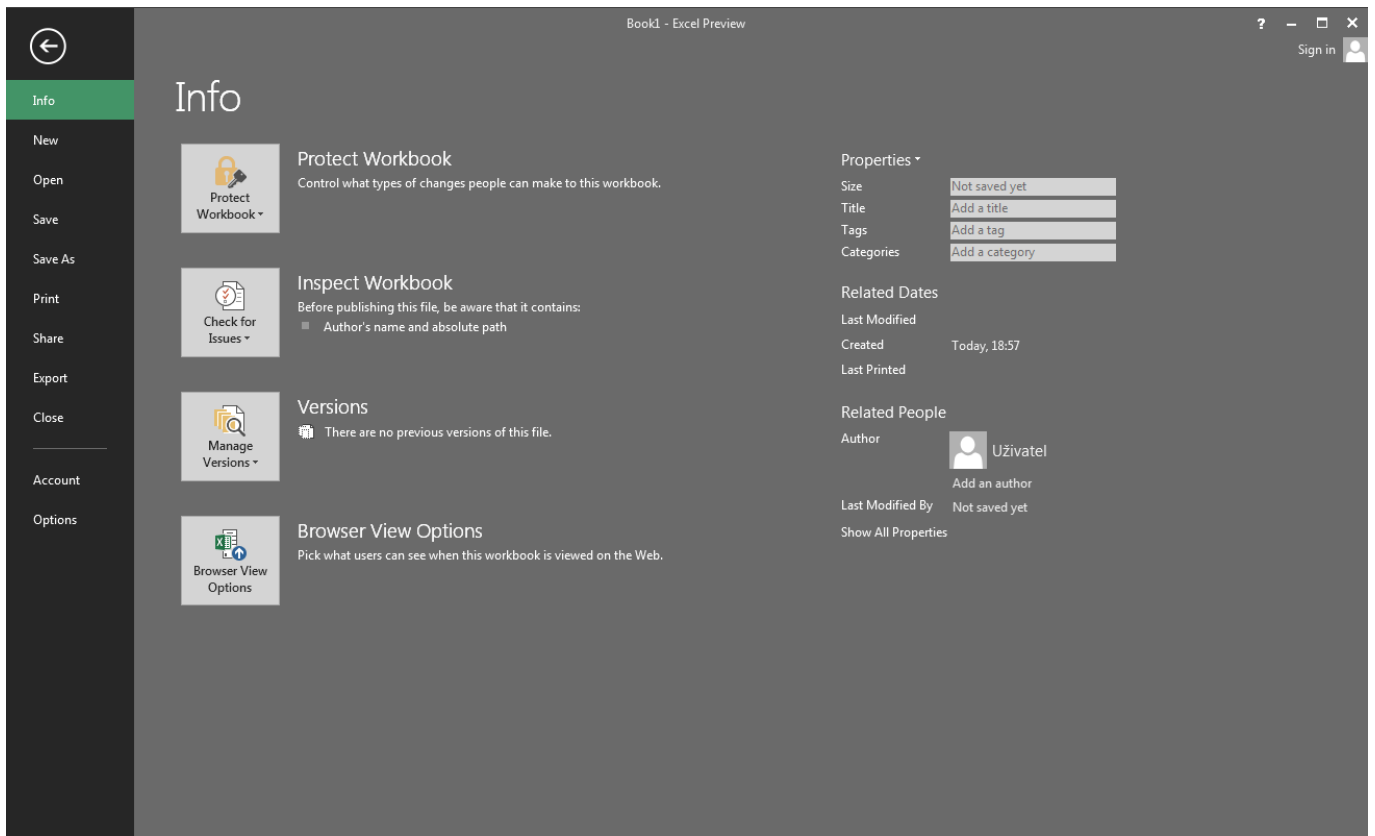 Book1 - Excel Preview
?
Sign in
Info
New
Open
Save
Save As
Print
Share
Export
Close
Account
Options
Info
Protect
Workbook
Protect Workbook
Control what types of changes people can make to this workbook.
Check for
Issues
Inspect Workbook
Before publishing this file, be aware that it contains:
Author's name and absolute path
Manage
Versions
Versions
There are no previous versions of this file.
Browser View
Options
Browser View Options
Pick what users can see when this workbook is viewed on the Web.
Properties
Size Not saved yet
Title Add a title
Tags Add a tag
Categories Add a category
Related Dates
Last Modified
Created Today, 18:57
Last Printed
Related People
Author Uživatel
Add an author
Last Modified By Not saved yet
Show All Properties